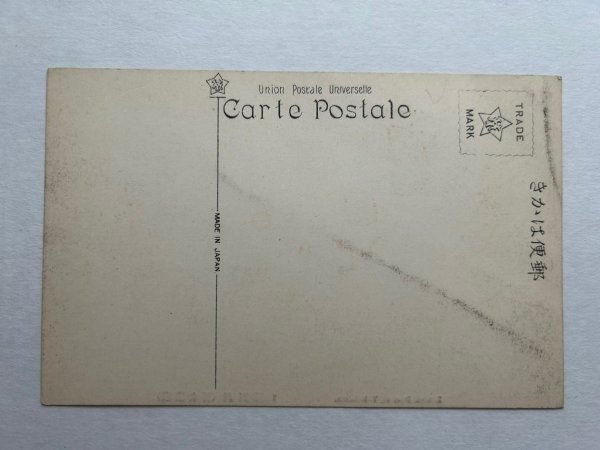 Union Postale Universelle
Carte Postale
TRADE
MARK
きかは便郵
MADE IN JAPAN